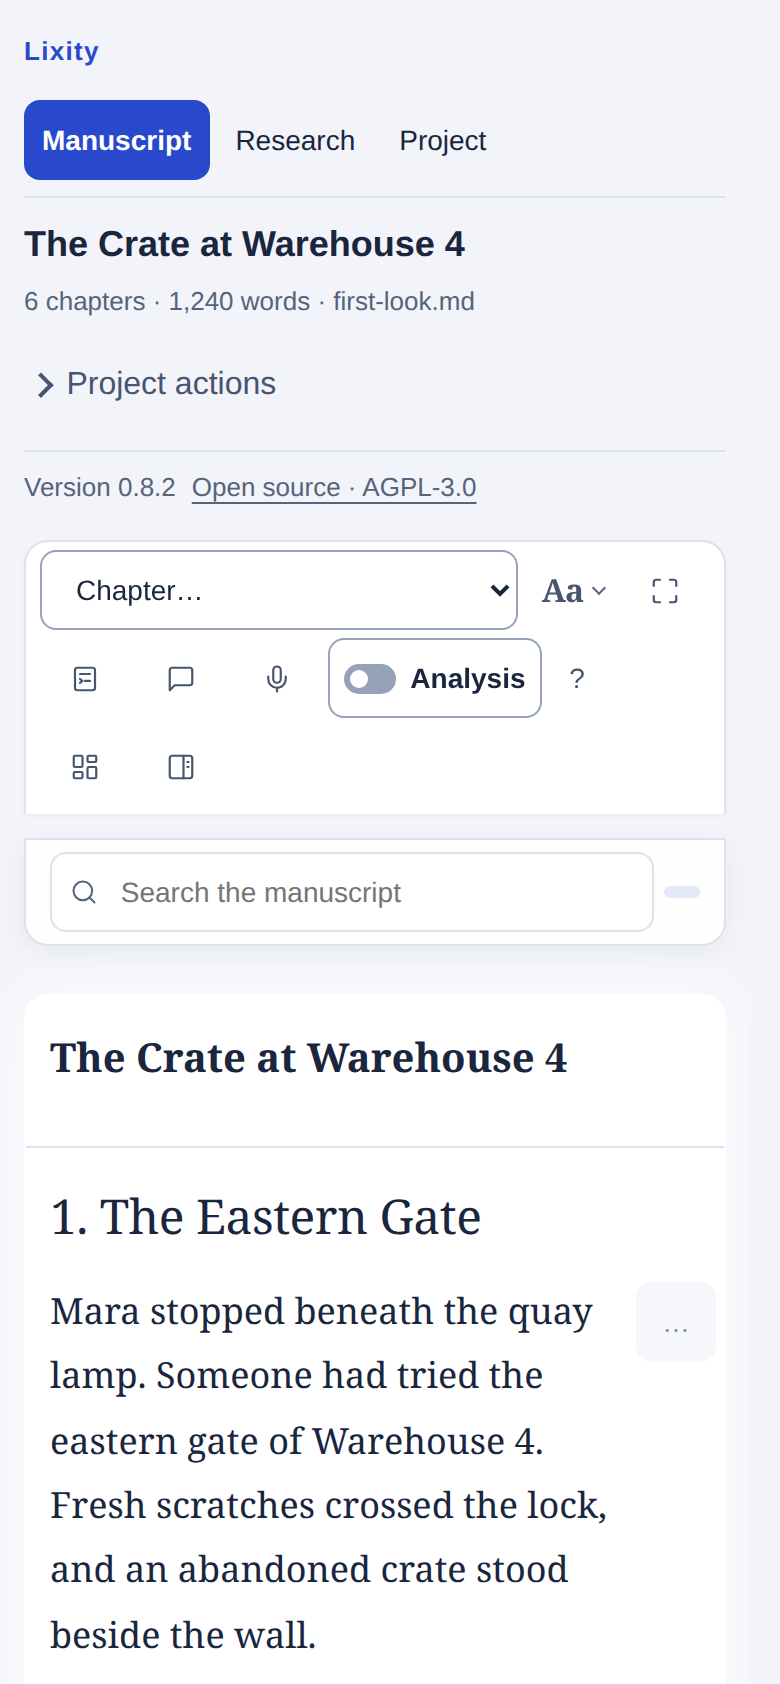 Lixity
Manuscript Research Project
The Crate at Warehouse 4
6 chapters · 1,240 words · first-look.md
Project actions
Version 0.8.2 Open source · AGPL-3.0
Chapter… Aa
Analysis ?
Search the manuscript
The Crate at Warehouse 4
1. The Eastern Gate
Mara stopped beneath the quay
…
lamp. Someone had tried the
eastern gate of Warehouse 4.
Fresh scratches crossed the lock,
and an abandoned crate stood
beside the wall.